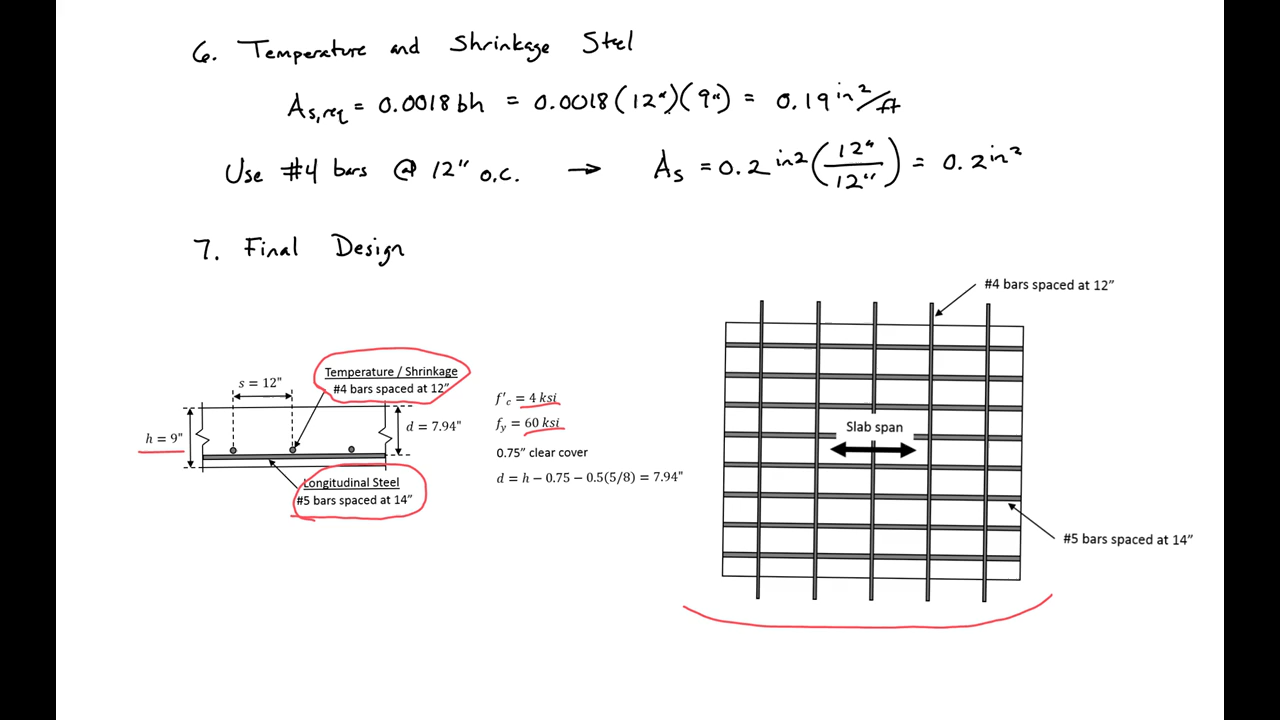 6. Temperature and Shrinkage Steel
As,req = 0.0018bh = 0.0018(12")(9") = 0.19 in²/ft
Use #4 bars @ 12" o.c. → As = 0.2 in² (12"/12") = 0.2 in²
7. Final Design
#4 bars spaced at 12"
Temperature / Shrinkage
#4 bars spaced at 12"
s = 12"
h = 9"
d = 7.94"
Longitudinal Steel
#5 bars spaced at 14"
f'c = 4 ksi
fy = 60 ksi
0.75" clear cover
d = h − 0.75 − 0.5(5/8) = 7.94"
Slab span
#5 bars spaced at 14"